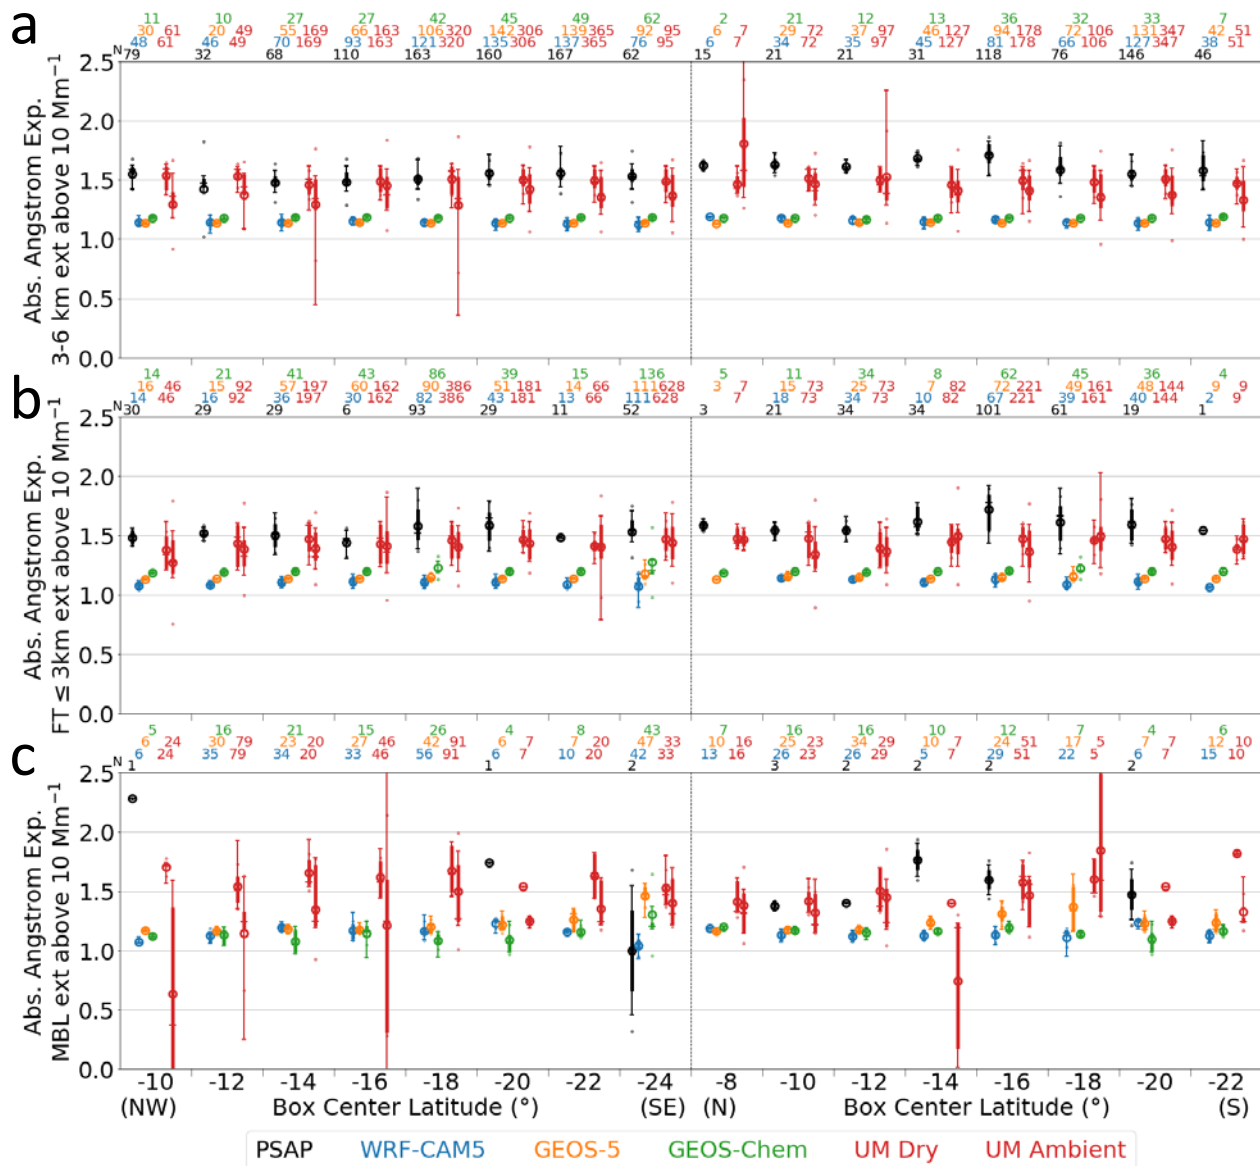 a
11 10 27 27 42 45 49 62 2 21 12 13 36 32 33 7
30 61 20 49 55 169 66 163 106 320 142 306 139 365 92 95 6 7 29 72 37 97 46 127 94 178 72 106 131 347 42 51
48 61 46 49 70 169 93 163 121 320 135 306 137 365 76 95 6 7 34 72 35 97 45 127 81 178 66 106 127 347 38 51
N 79 32 68 110 163 160 167 62 15 21 21 31 118 76 146 46
Abs. Angstrom Exp.
3-6 km ext above 10 Mm⁻¹
2.5
2.0
1.5
1.0
0.5
0.0
b
14 21 41 43 86 39 15 136 5 11 34 8 62 45 36 4
16 46 15 92 57 197 60 162 90 386 51 181 14 66 111 628 3 7 15 73 25 73 7 82 72 221 49 161 48 144 9 9
14 46 16 92 36 197 30 162 82 386 43 181 13 66 111 628 7 18 73 34 73 10 82 67 221 39 161 40 144 2 9
N 30 29 29 6 93 29 11 52 3 21 34 34 101 61 19 1
Abs. Angstrom Exp.
FT ≤ 3km ext above 10 Mm⁻¹
2.5
2.0
1.5
1.0
0.5
0.0
c
5 16 21 15 26 4 8 43 7 16 16 10 12 7 4 6
6 24 30 79 23 20 27 46 42 91 6 7 7 20 47 33 10 16 25 23 34 29 10 7 24 51 17 5 7 7 12 10
6 24 35 79 34 20 33 46 56 91 6 7 10 20 42 33 13 16 26 23 26 29 5 7 29 51 22 5 6 7 15 10
N 1 1 2 3 2 2 2 2
Abs. Angstrom Exp.
MBL ext above 10 Mm⁻¹
2.5
2.0
1.5
1.0
0.5
0.0
-10 -12 -14 -16 -18 -20 -22 -24 -8 -10 -12 -14 -16 -18 -20 -22
(NW) Box Center Latitude (°) (SE) (N) Box Center Latitude (°) (S)
PSAP WRF-CAM5 GEOS-5 GEOS-Chem UM Dry UM Ambient